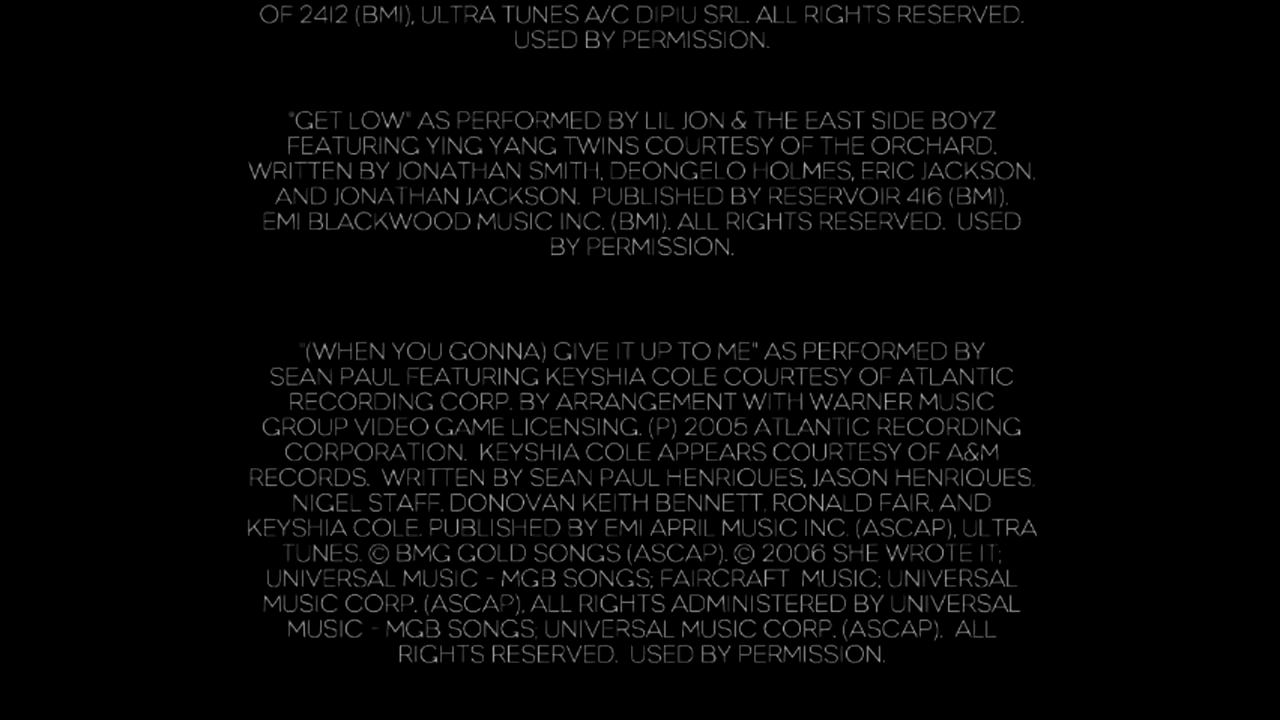 OF 2412 (BMI), ULTRA TUNES A/C DIPIU SRL. ALL RIGHTS RESERVED.
USED BY PERMISSION.
"GET LOW" AS PERFORMED BY LIL JON & THE EAST SIDE BOYZ
FEATURING YING YANG TWINS COURTESY OF THE ORCHARD.
WRITTEN BY JONATHAN SMITH, DEONGELO HOLMES, ERIC JACKSON,
AND JONATHAN JACKSON.  PUBLISHED BY RESERVOIR 416 (BMI),
EMI BLACKWOOD MUSIC INC. (BMI). ALL RIGHTS RESERVED.  USED
BY PERMISSION.
"(WHEN YOU GONNA) GIVE IT UP TO ME" AS PERFORMED BY
SEAN PAUL FEATURING KEYSHIA COLE COURTESY OF ATLANTIC
RECORDING CORP. BY ARRANGEMENT WITH WARNER MUSIC
GROUP VIDEO GAME LICENSING. (P) 2005 ATLANTIC RECORDING
CORPORATION.  KEYSHIA COLE APPEARS COURTESY OF A&M
RECORDS.  WRITTEN BY SEAN PAUL HENRIQUES, JASON HENRIQUES,
NIGEL STAFF, DONOVAN KEITH BENNETT, RONALD FAIR, AND
KEYSHIA COLE. PUBLISHED BY EMI APRIL MUSIC INC. (ASCAP), ULTRA
TUNES. © BMG GOLD SONGS (ASCAP). © 2006 SHE WROTE IT;
UNIVERSAL MUSIC - MGB SONGS; FAIRCRAFT  MUSIC; UNIVERSAL
MUSIC CORP. (ASCAP), ALL RIGHTS ADMINISTERED BY UNIVERSAL
MUSIC - MGB SONGS; UNIVERSAL MUSIC CORP. (ASCAP).  ALL
RIGHTS RESERVED.  USED BY PERMISSION.